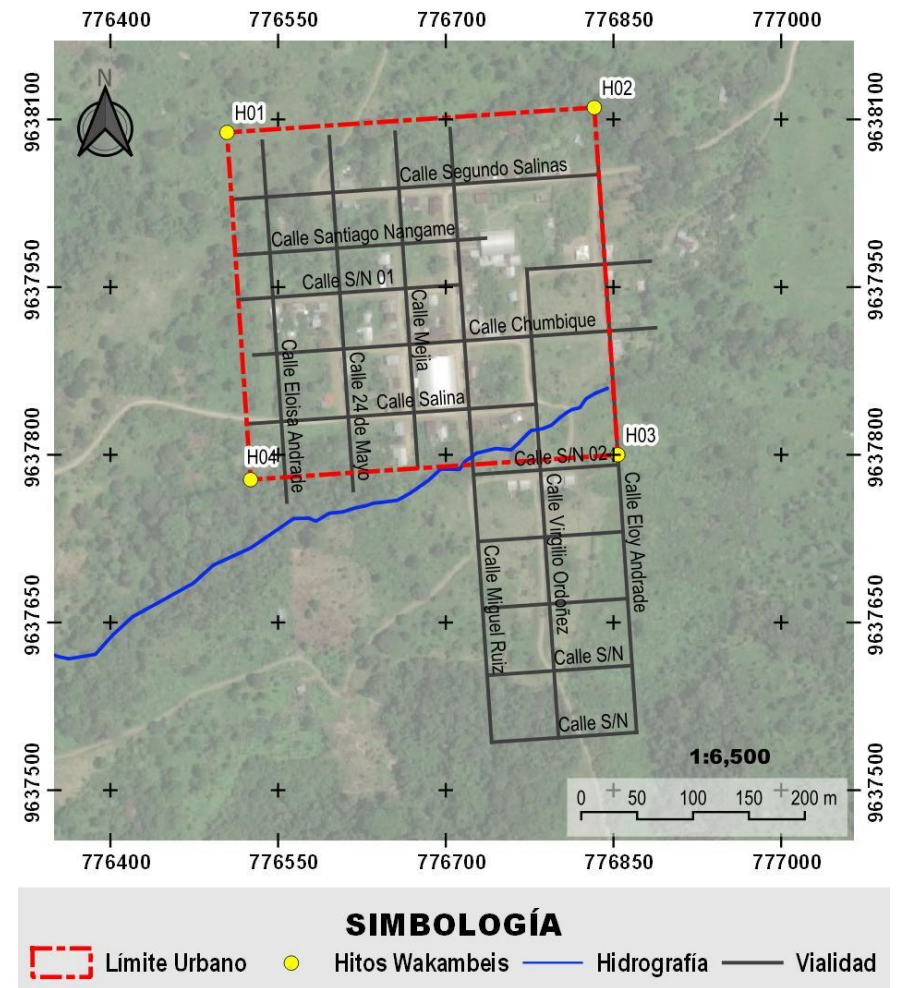 776400 776550 776700 776850 777000
9638100 9638100
N
H01
H02
Calle Segundo Salinas
Calle Santiago Nangame
9637950 9637950
Calle S/N 01
Calle Mejia
Calle Chumbique
Calle Eloisa Andrade
Calle 24 de Mayo
Calle Salina
9637800 9637800
H03
H04
Calle S/N 02
Calle Virgilio Ordoñez
Calle Eloy Andrade
Calle Miguel Ruiz
9637650 9637650
Calle S/N
Calle S/N
1:6,500
9637500 9637500
0 50 100 150 200 m
776400 776550 776700 776850 777000
SIMBOLOGÍA
Límite Urbano Hitos Wakambeis Hidrografía Vialidad